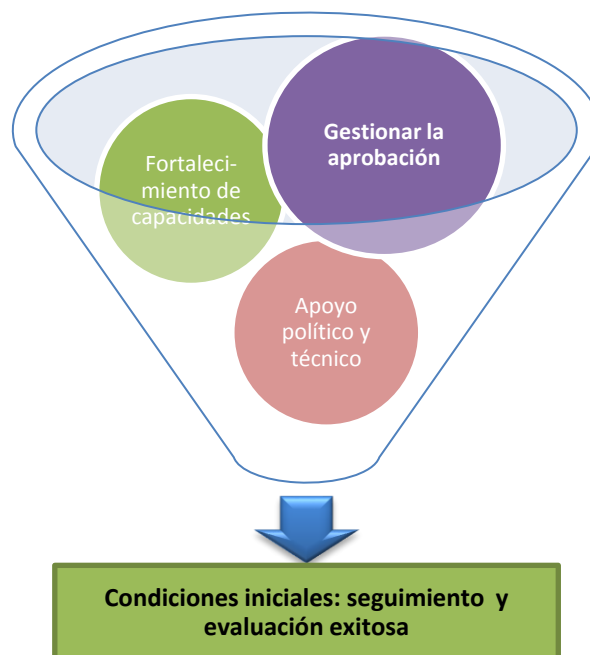 Gestionar la
aprobación
Fortaleci-
miento de
capacidades
Apoyo
político y
técnico
Condiciones iniciales: seguimiento y
evaluación exitosa